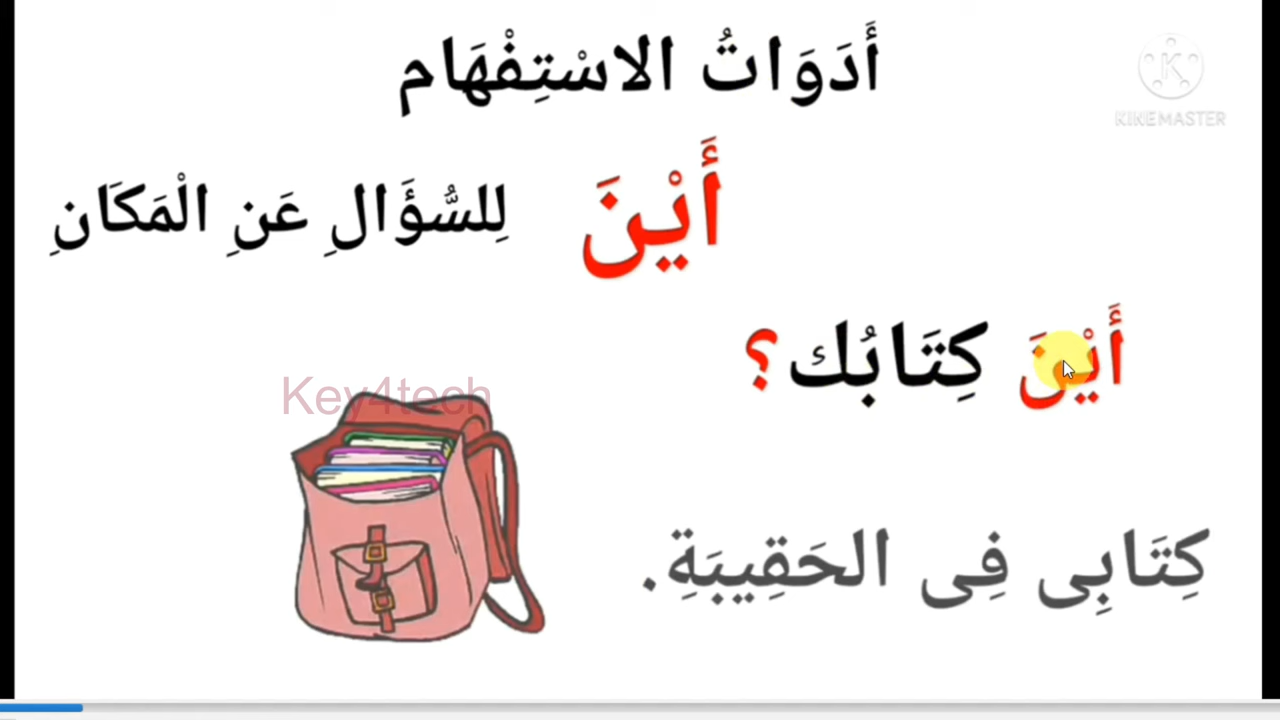 أَدَوَاتُ الاسْتِفْهَام
KINEMASTER
أَيْنَ لِلسُّؤَالِ عَنِ الْمَكَانِ
أَيْنَ كِتَابُك؟
Key4tech
كِتَابِى فِى الحَقِيبَةِ.